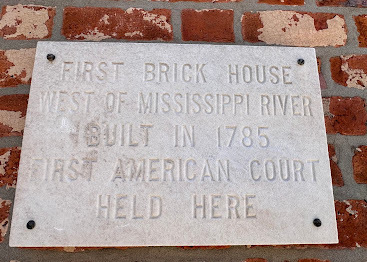 FIRST BRICK HOUSE
WEST OF MISSISSIPPI RIVER
BUILT IN 1785
FIRST AMERICAN COURT
HELD HERE